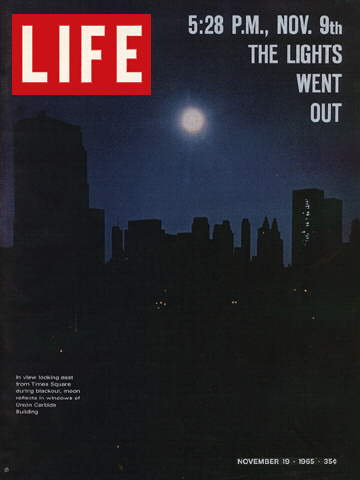 LIFE
5:28 P.M., NOV. 9th
THE LIGHTS
WENT
OUT
In view looking east
from Times Square
during blackout, moon
reflects in windows of
Union Carbide
Building
NOVEMBER 19 · 1965 · 35¢